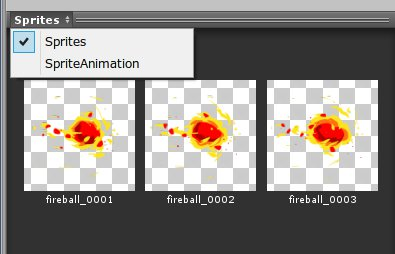 Sprites
Sprites
SpriteAnimation
fireball_0001 fireball_0002 fireball_0003